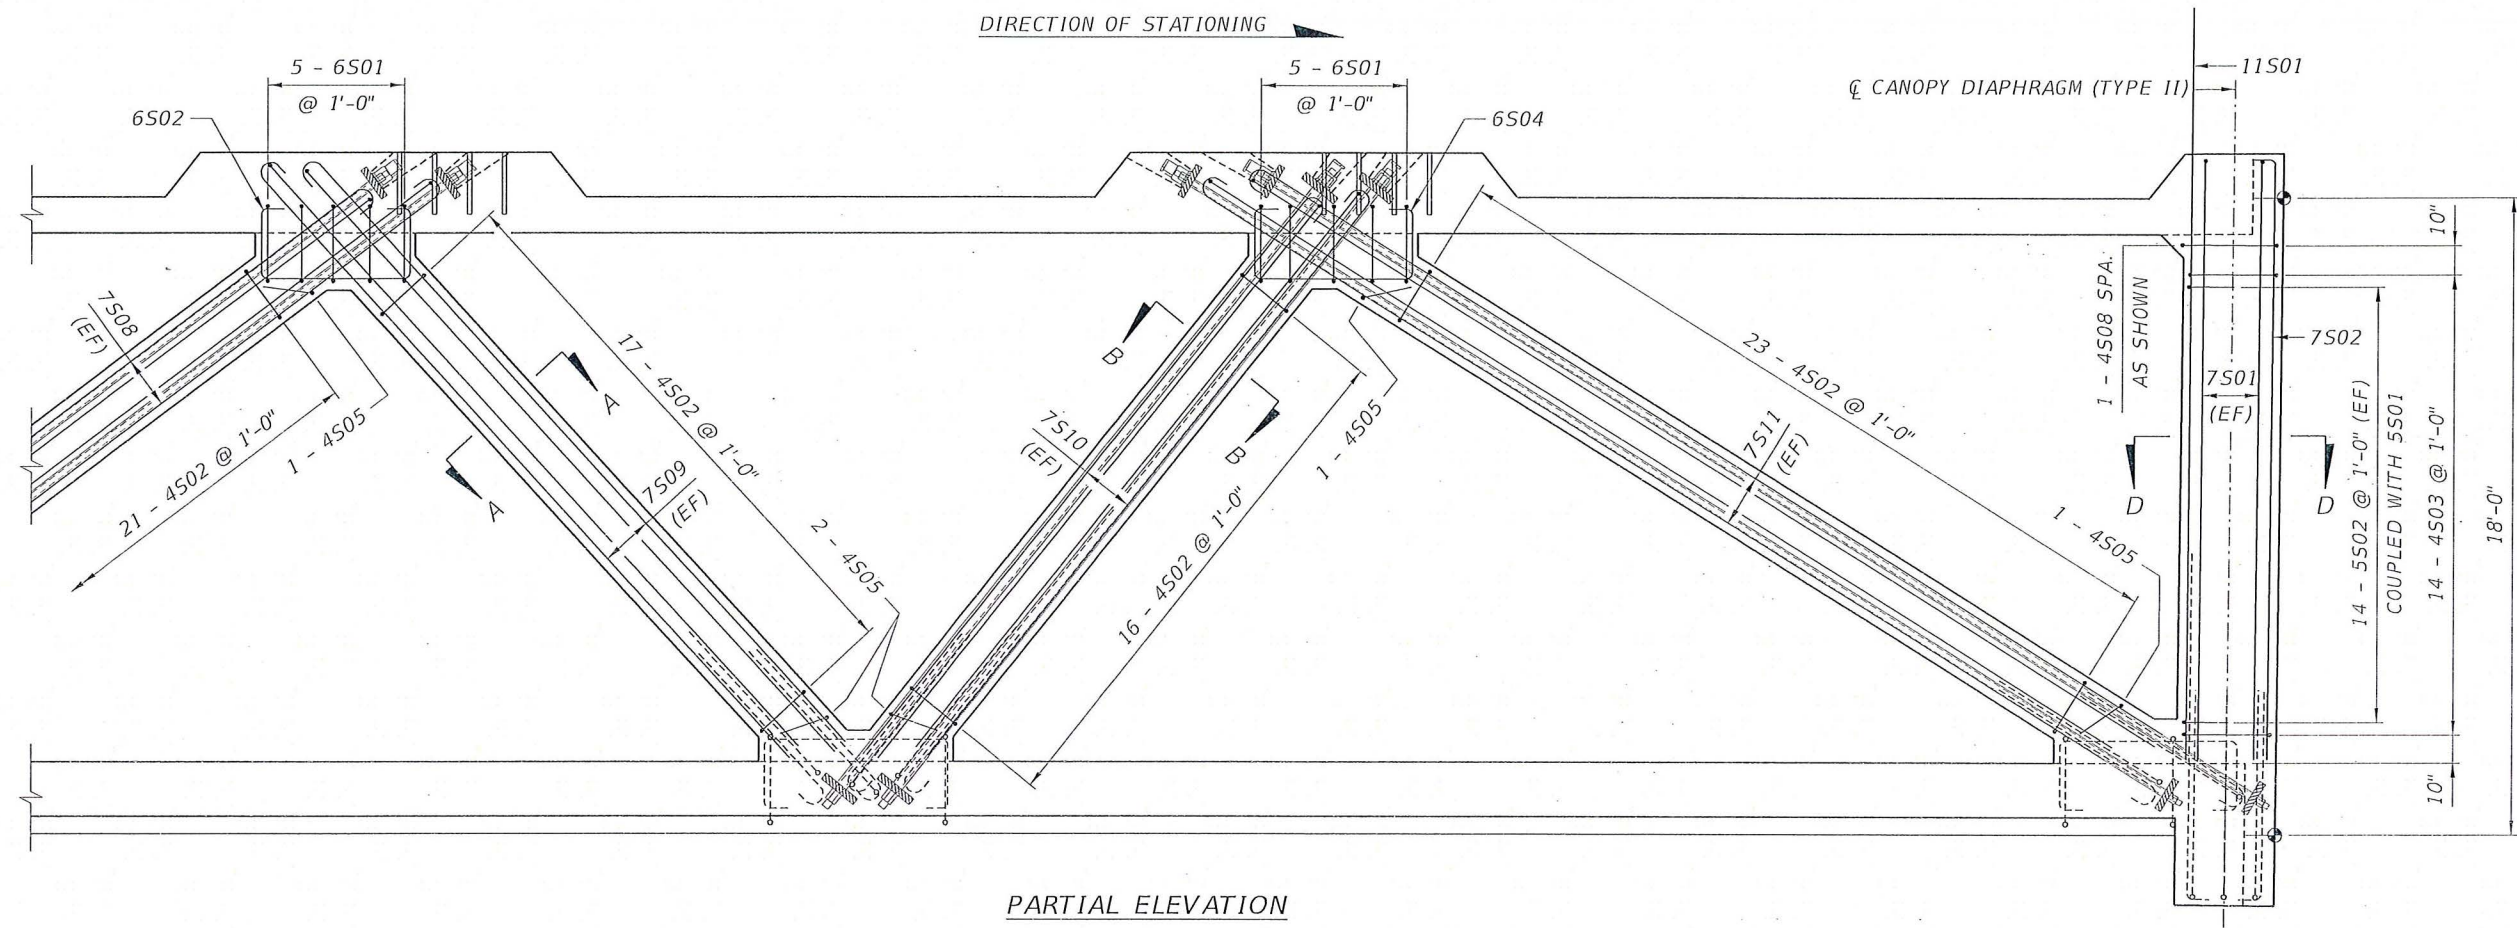 DIRECTION OF STATIONING
5 - 6S01
@ 1'-0"
6S02
5 - 6S01
@ 1'-0"
6S04
11S01
℄ CANOPY DIAPHRAGM (TYPE II)
7S08
(EF)
21 - 4S02 @ 1'-0"
1 - 4S05
A
A
17 - 4S02 @ 1'-0"
7S09
(EF)
2 - 4S05
B
B
7S10
(EF)
16 - 4S02 @ 1'-0"
1 - 4S05
23 - 4S02 @ 1'-0"
7S11
(EF)
1 - 4S05
1 - 4S08 SPA.
AS SHOWN
7S01
(EF)
7S02
D
D
14 - 5S02 @ 1'-0" (EF)
COUPLED WITH 5S01
14 - 4S03 @ 1'-0"
10"
10"
18'-0"
PARTIAL ELEVATION